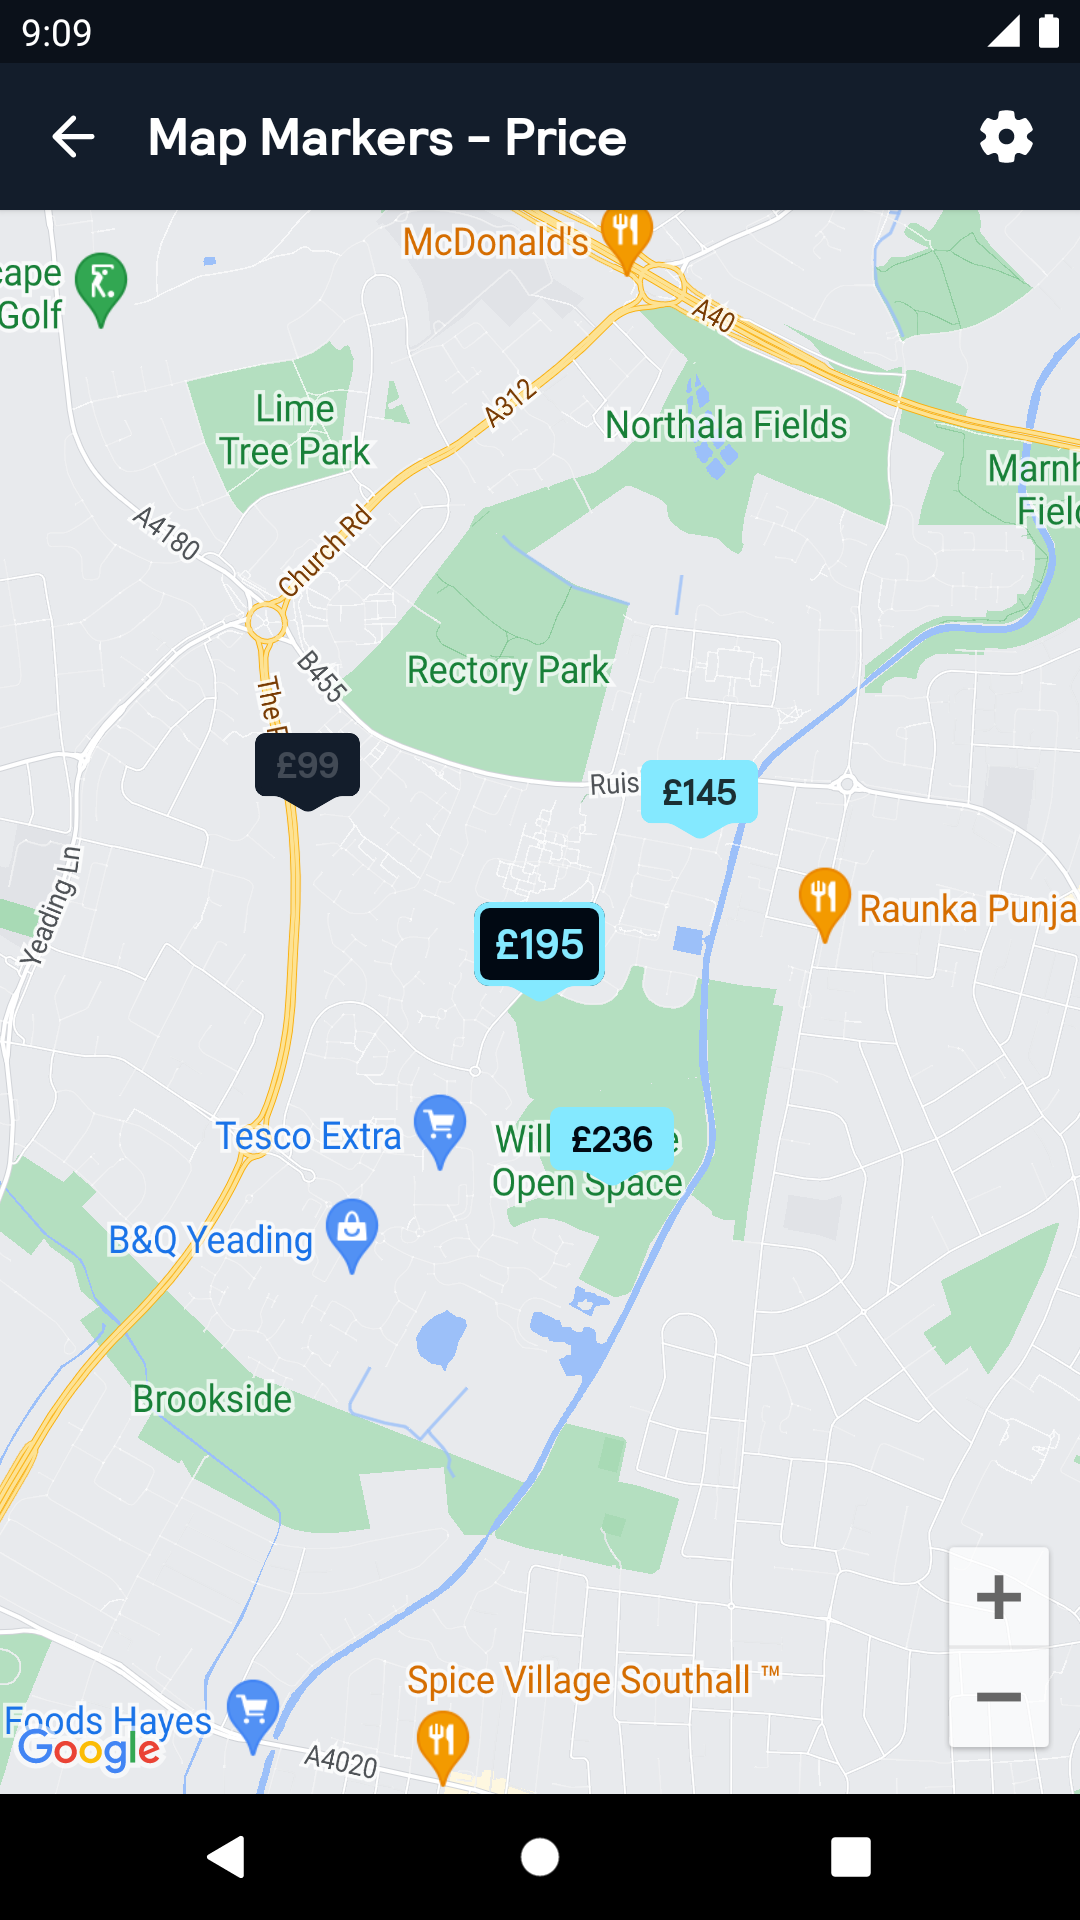 9:09
Map Markers – Price
McDonald's
cape
Golf
A40
A312
Lime
Tree Park
Northala Fields
Marnh
Field
A4180
Church Rd
B455
Rectory Park
The
£99
Ruis
£145
Yeading Ln
Raunka Punja
£195
Tesco Extra
Will
£236
e
Open Space
B&Q Yeading
Brookside
+
−
Spice Village Southall ™
Foods Hayes
Google
A4020